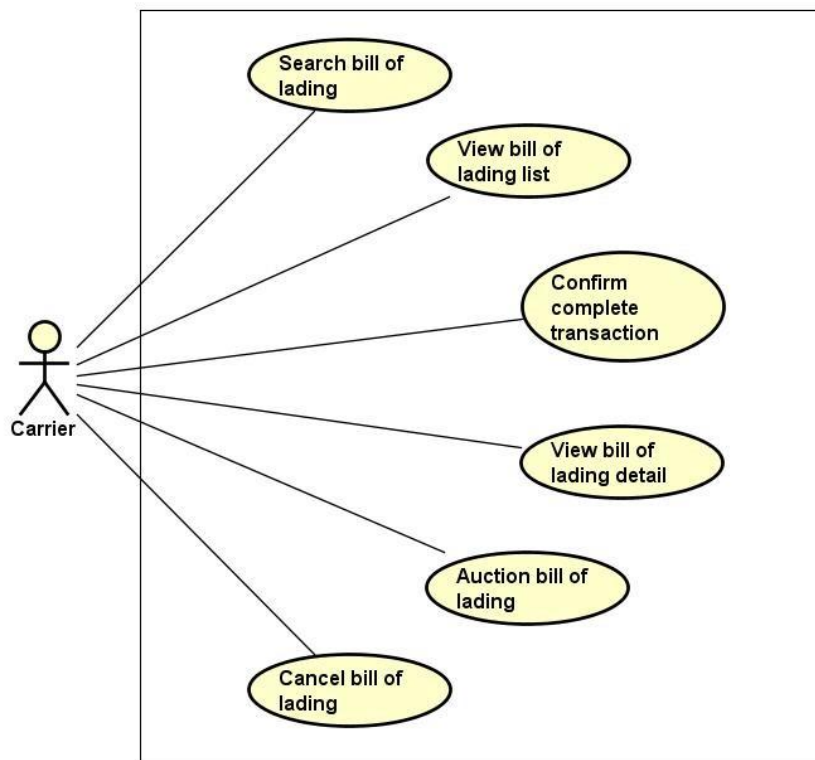 Search bill of
lading
View bill of
lading list
Confirm
complete
transaction
Carrier
View bill of
lading detail
Auction bill of
lading
Cancel bill of
lading